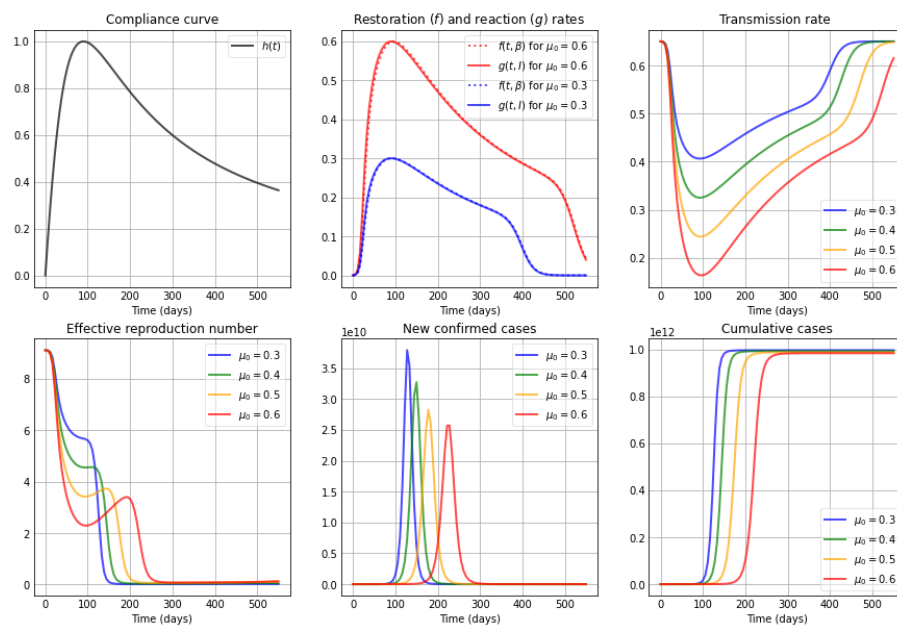 Compliance curve
h(t)
1.0
0.8
0.6
0.4
0.2
0.0
0 100 200 300 400 500
Time (days)
Restoration (f) and reaction (g) rates
f(t, β) for μ₀ = 0.6
g(t, I) for μ₀ = 0.6
f(t, β) for μ₀ = 0.3
g(t, I) for μ₀ = 0.3
0.6
0.5
0.4
0.3
0.2
0.1
0.0
0 100 200 300 400 500
Time (days)
Transmission rate
0.6
0.5
0.4
0.3
0.2
μ₀ = 0.3
μ₀ = 0.4
μ₀ = 0.5
μ₀ = 0.6
0 100 200 300 400 500
Time (days)
Effective reproduction number
μ₀ = 0.3
μ₀ = 0.4
μ₀ = 0.5
μ₀ = 0.6
8
6
4
2
0
0 100 200 300 400 500
Time (days)
New confirmed cases
1e10
μ₀ = 0.3
μ₀ = 0.4
μ₀ = 0.5
μ₀ = 0.6
4.0
3.5
3.0
2.5
2.0
1.5
1.0
0.5
0.0
0 100 200 300 400 500
Time (days)
Cumulative cases
1e12
1.0
0.8
0.6
0.4
0.2
0.0
μ₀ = 0.3
μ₀ = 0.4
μ₀ = 0.5
μ₀ = 0.6
0 100 200 300 400 500
Time (days)